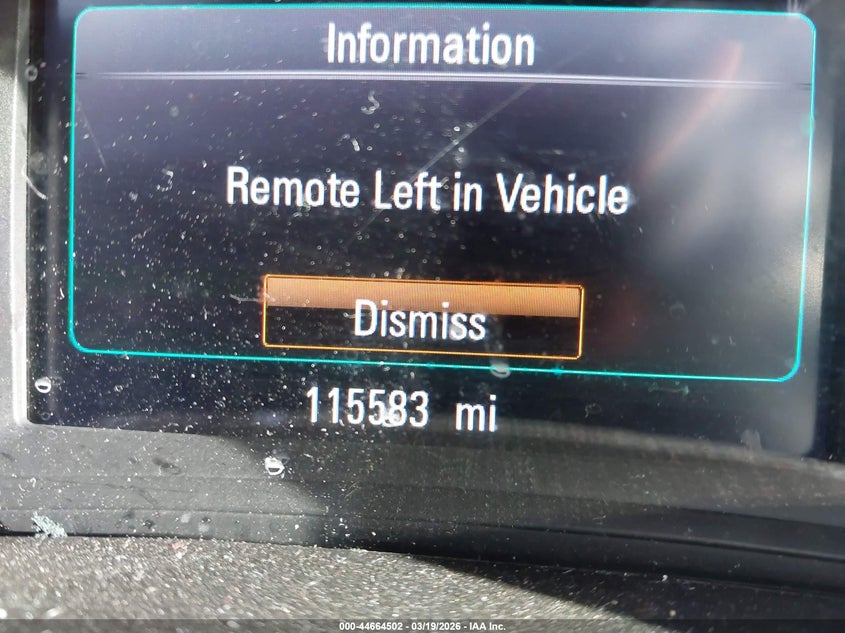 Information
Remote Left in Vehicle
Dismiss
115583 mi
000-44664502 - 03/19/2026 - IAA Inc.